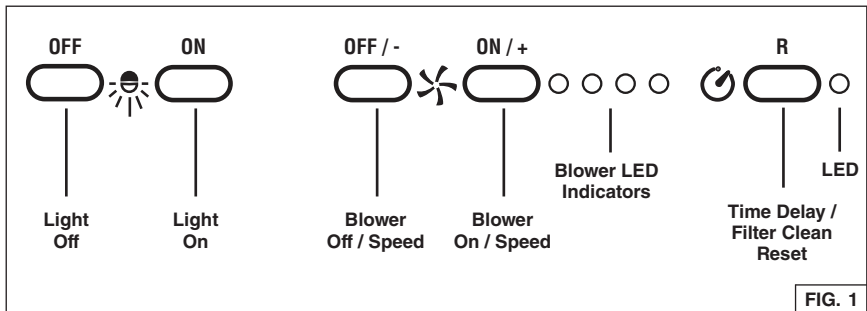 OFF
ON
OFF / -
ON / +
R
Blower LED
Indicators
LED
Light
Off
Light
On
Blower
Off / Speed
Blower
On / Speed
Time Delay /
Filter Clean
Reset
FIG. 1